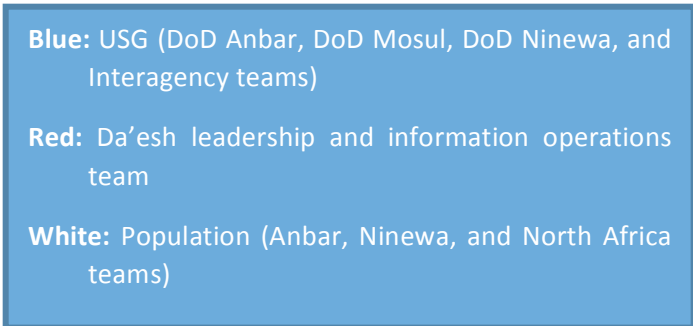 Blue: USG (DoD Anbar, DoD Mosul, DoD Ninewa, and
Interagency teams)
Red: Da’esh leadership and information operations
team
White: Population (Anbar, Ninewa, and North Africa
teams)